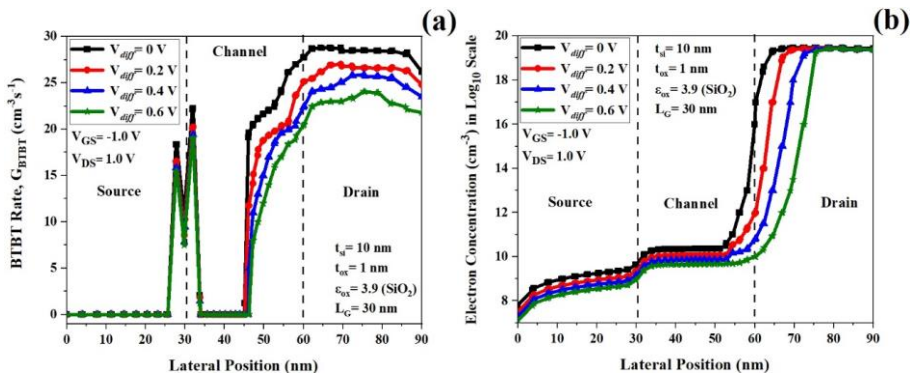 (a)
V_diff= 0 V
V_diff= 0.2 V
V_diff= 0.4 V
V_diff= 0.6 V
V_GS= -1.0 V
V_DS= 1.0 V
Source
Channel
Drain
t_si= 10 nm
t_ox= 1 nm
ε_ox= 3.9 (SiO₂)
L_G= 30 nm
BTBT Rate, G_BTBT (cm⁻³s⁻¹)
30
25
20
15
10
5
0
0 10 20 30 40 50 60 70 80 90
Lateral Position (nm)
(b)
V_diff= 0 V
V_diff= 0.2 V
V_diff= 0.4 V
V_diff= 0.6 V
V_GS= -1.0 V
V_DS= 1.0 V
t_si= 10 nm
t_ox= 1 nm
ε_ox= 3.9 (SiO₂)
L_G= 30 nm
Source
Channel
Drain
Electron Concentration (cm⁻³) in Log₁₀ Scale
20
18
16
14
12
10
8
0 10 20 30 40 50 60 70 80 90
Lateral Position (nm)